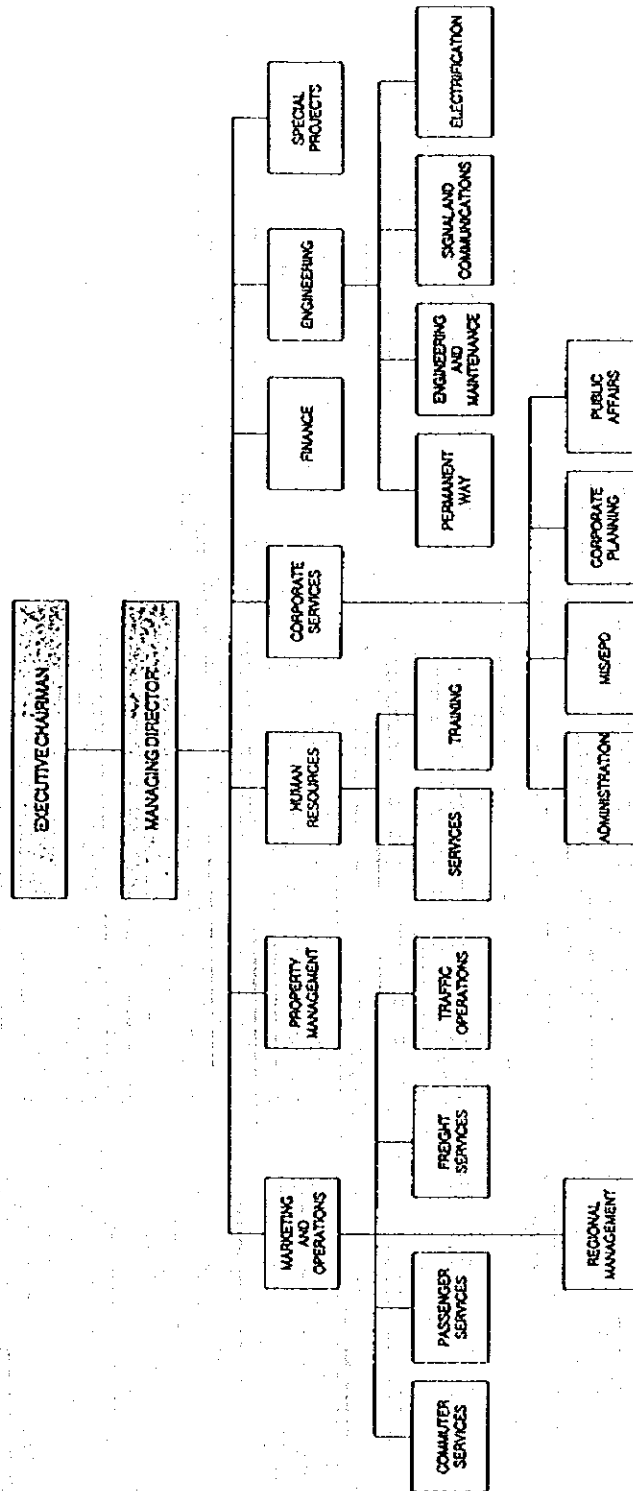 EXECUTIVE CHAIRMAN
MANAGING DIRECTOR
MARKETING
AND
OPERATIONS
PROPERTY
MANAGEMENT
HUMAN
RESOURCES
CORPORATE
SERVICES
FINANCE
ENGINEERING
SPECIAL
PROJECTS
COMMUTER
SERVICES
PASSENGER
SERVICES
FREIGHT
SERVICES
TRAFFIC
OPERATIONS
SERVICES
TRAINING
PERMANENT
WAY
ENGINEERING
AND
MAINTENANCE
SIGNAL AND
COMMUNICATIONS
ELECTRIFICATION
REGIONAL
MANAGEMENT
ADMINISTRATION
MIS/EPD
CORPORATE
PLANNING
PUBLIC
AFFAIRS